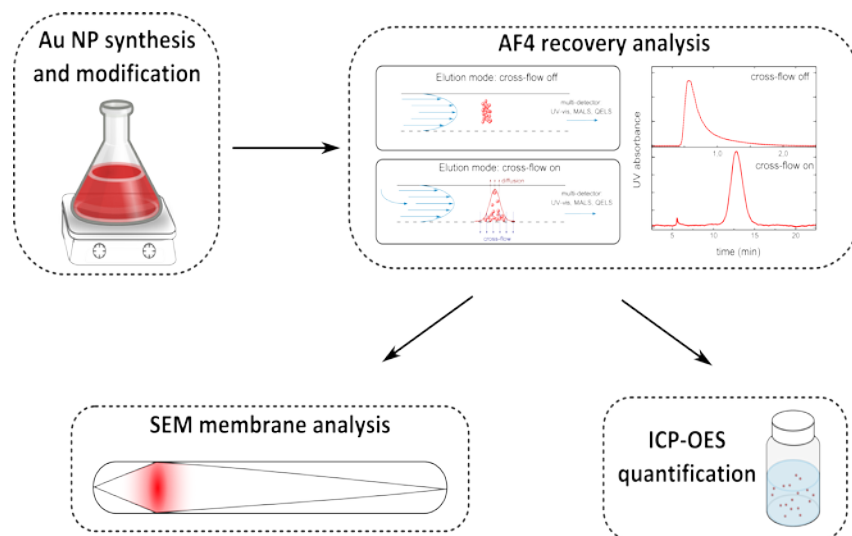 Au NP synthesis
and modification
AF4 recovery analysis
Elution mode: cross-flow off
multi-detector:
UV-vis, MALS, QELS
Elution mode: cross-flow on
diffusion
multi-detector:
UV-vis, MALS, QELS
cross-flow
UV absorbance
cross-flow off
1.0
2.0
cross-flow on
5
10
15
20
time (min)
SEM membrane analysis
ICP-OES
quantification